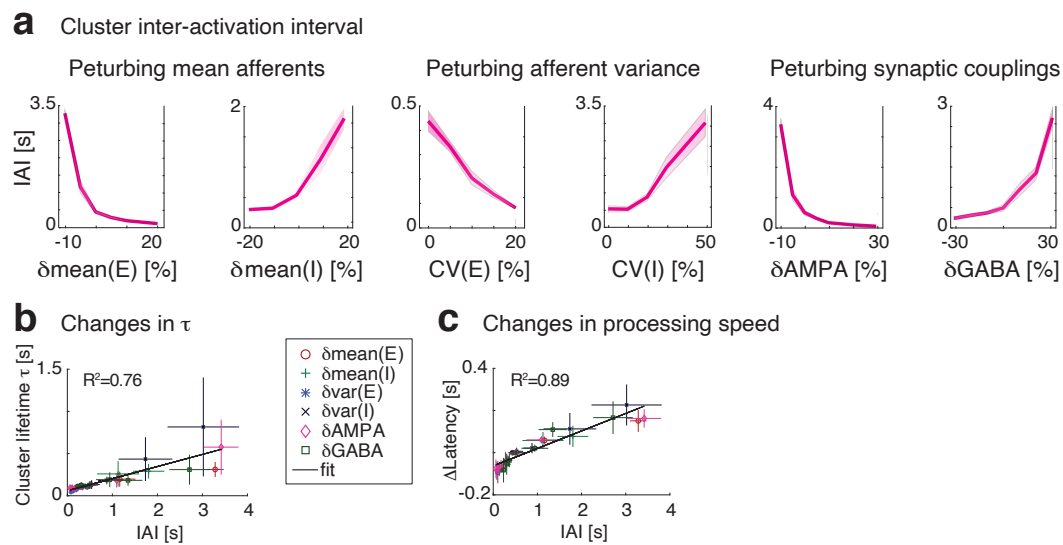 a Cluster inter-activation interval
Peturbing mean afferents
Peturbing afferent variance
Peturbing synaptic couplings
IAI [s]
3.5
0
-10
20
δmean(E) [%]
2
0
-20
20
δmean(I) [%]
0.5
0
0
20
CV(E) [%]
3.5
0
0
50
CV(I) [%]
4
0
-10
30
δAMPA [%]
3.5
0
-30
30
δGABA [%]
b Changes in τ
Cluster lifetime τ [s]
1.5
0
R²=0.76
0 1 2 3 4
IAI [s]
δmean(E)
δmean(I)
δvar(E)
δvar(I)
δAMPA
δGABA
fit
c Changes in processing speed
ΔLatency [s]
0.4
-0.2
R²=0.89
0 1 2 3 4
IAI [s]